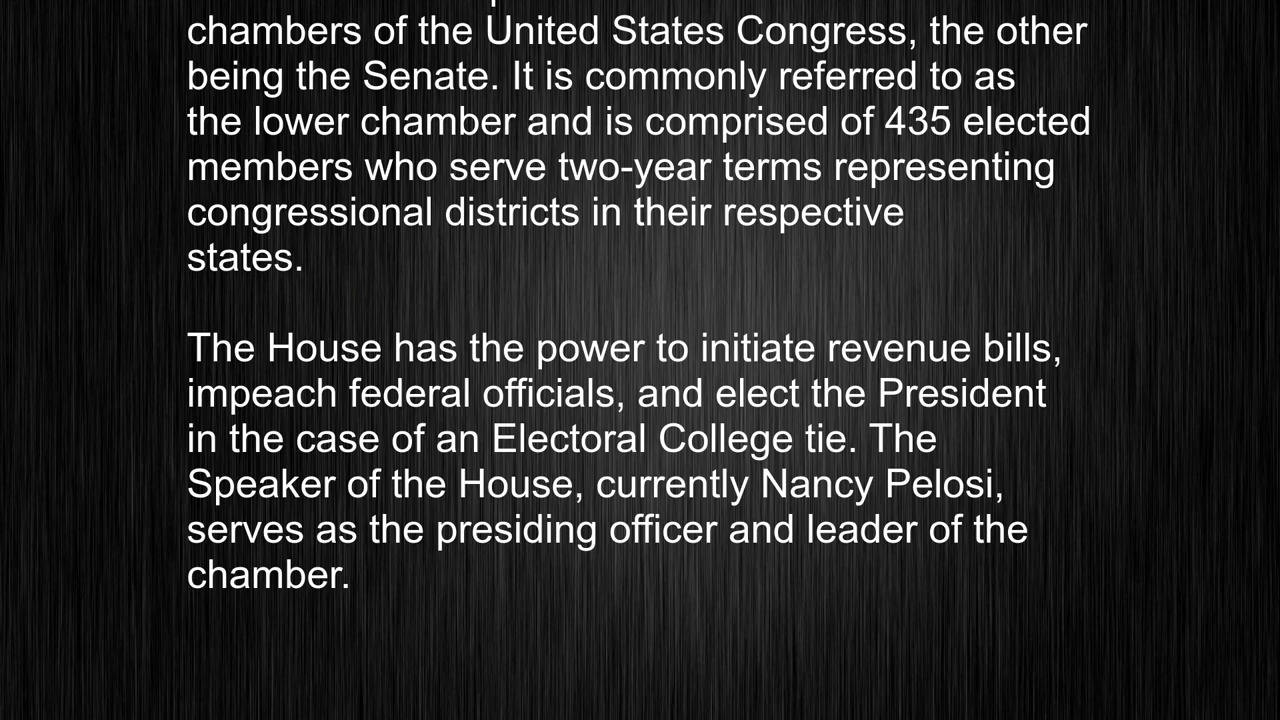 chambers of the United States Congress, the other
being the Senate. It is commonly referred to as
the lower chamber and is comprised of 435 elected
members who serve two-year terms representing
congressional districts in their respective
states.
The House has the power to initiate revenue bills,
impeach federal officials, and elect the President
in the case of an Electoral College tie. The
Speaker of the House, currently Nancy Pelosi,
serves as the presiding officer and leader of the
chamber.